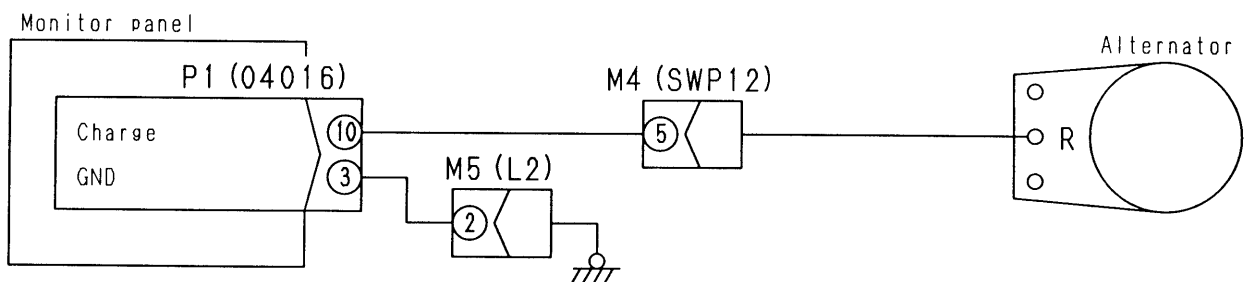 Monitor panel
Alternator
P1 (04016)
M4 (SWP12)
Charge
10
5
R
GND
3
M5 (L2)
2